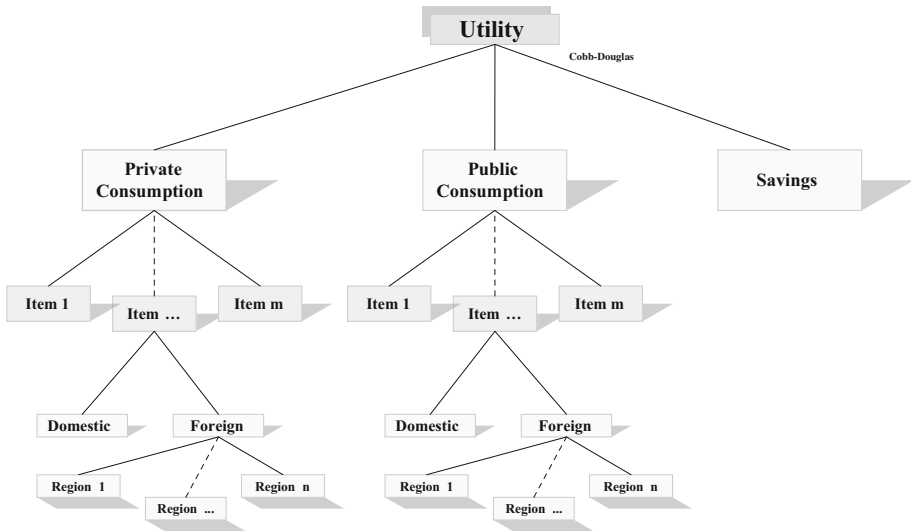 Utility
Cobb-Douglas
Private
Consumption
Public
Consumption
Savings
Item 1
Item …
Item m
Item 1
Item …
Item m
Domestic
Foreign
Domestic
Foreign
Region 1
Region ...
Region n
Region 1
Region ...
Region n